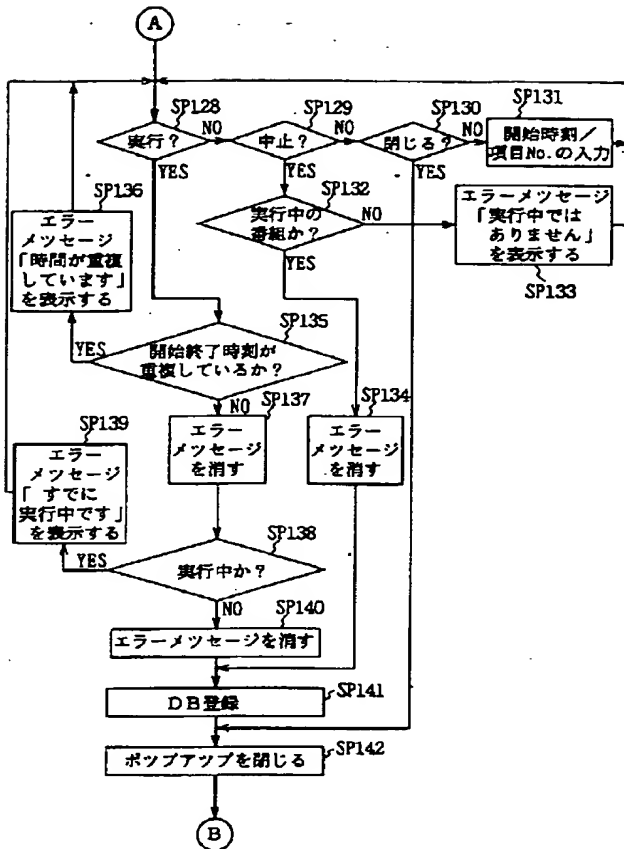 A
SP128
実行？
NO
YES
SP129
中止？
NO
YES
SP130
閉じる？
NO
YES
SP131
開始時刻／
項目No.の入力
SP132
実行中の
番組か？
NO
YES
エラーメッセージ
「実行中では
ありません」
を表示する
SP133
SP136
エラー
メッセージ
「時間が重複
しています」
を表示する
SP135
開始終了時刻が
重複しているか？
YES
NO
SP137
エラー
メッセージ
を消す
SP134
エラー
メッセージ
を消す
SP139
エラー
メッセージ
「すでに
実行中です」
を表示する
SP138
実行中か？
YES
NO
SP140
エラーメッセージを消す
DB登録
SP141
ポップアップを閉じる
SP142
B